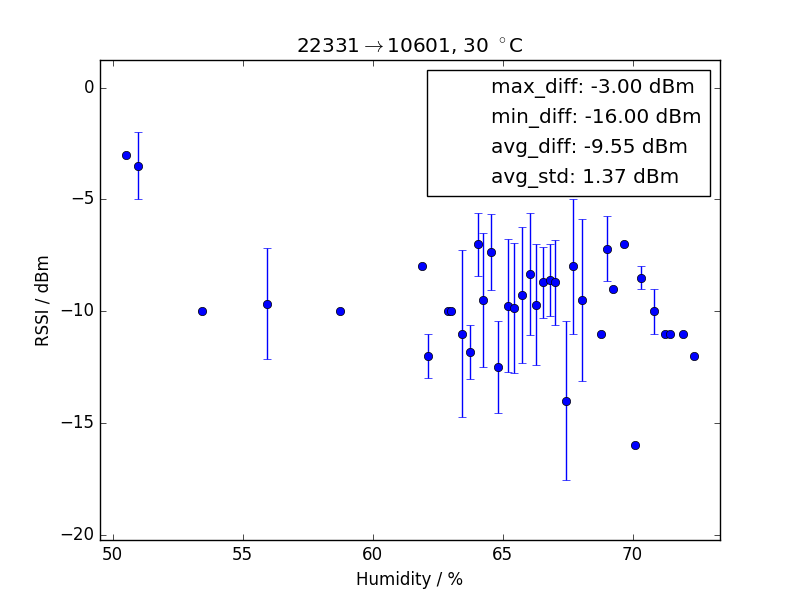 22331→10601, 30 °C
max_diff: -3.00 dBm
min_diff: -16.00 dBm
avg_diff: -9.55 dBm
avg_std: 1.37 dBm
0
−5
−10
−15
−20
RSSI / dBm
50 55 60 65 70
Humidity / %